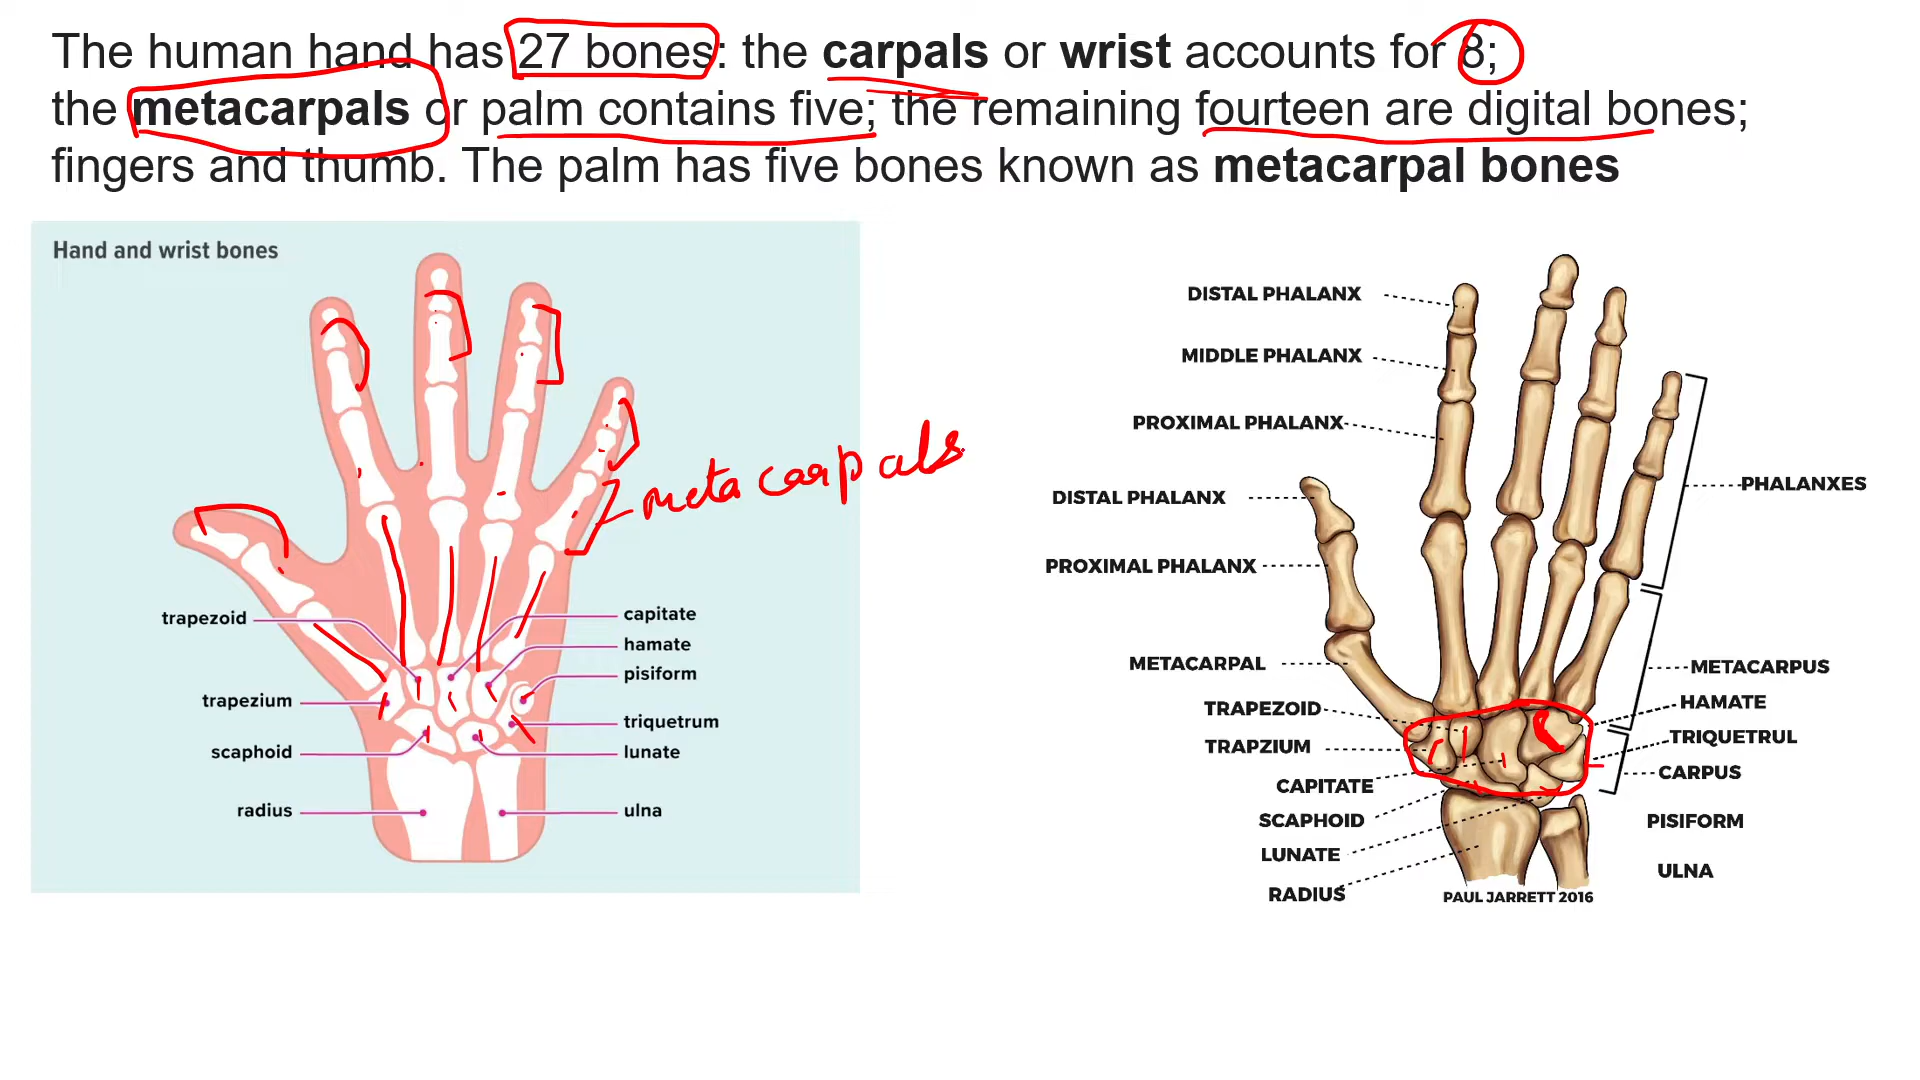 The human hand has 27 bones: the carpals or wrist accounts for 8;
the metacarpals or palm contains five; the remaining fourteen are digital bones;
fingers and thumb. The palm has five bones known as metacarpal bones
Hand and wrist bones
metacarpals
trapezoid
trapezium
scaphoid
radius
capitate
hamate
pisiform
triquetrum
lunate
ulna
DISTAL PHALANX
MIDDLE PHALANX
PROXIMAL PHALANX
DISTAL PHALANX
PROXIMAL PHALANX
METACARPAL
TRAPEZOID
TRAPZIUM
CAPITATE
SCAPHOID
LUNATE
RADIUS
PHALANXES
METACARPUS
HAMATE
TRIQUETRUL
CARPUS
PISIFORM
ULNA
PAUL JARRETT 2016